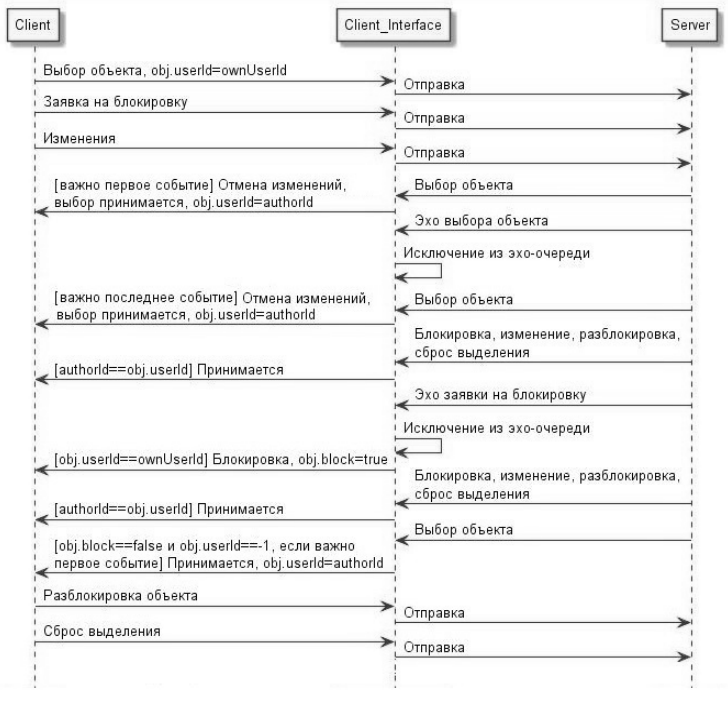 Client
Client_Interface
Server
Выбор объекта, obj.userId=ownUserId
Отправка
Заявка на блокировку
Отправка
Изменения
Отправка
Выбор объекта
[важно первое событие] Отмена изменений,
выбор принимается, obj.userId=authorId
Эхо выбора объекта
Исключение из эхо-очереди
Выбор объекта
[важно последнее событие] Отмена изменений,
выбор принимается, obj.userId=authorId
Блокировка, изменение, разблокировка,
сброс выделения
[authorId==obj.userId] Принимается
Эхо заявки на блокировку
Исключение из эхо-очереди
[obj.userId==ownUserId] Блокировка, obj.block=true
Блокировка, изменение, разблокировка,
сброс выделения
[authorId==obj.userId] Принимается
Выбор объекта
[obj.block==false и obj.userId==-1, если важно
первое событие] Принимается, obj.userId=authorId
Разблокировка объекта
Отправка
Сброс выделения
Отправка